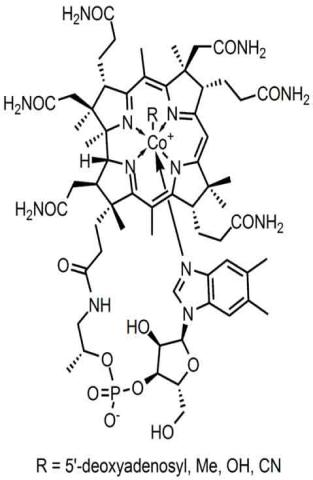 H₂NOC
CONH₂
H₂NOC
CONH₂
R
N N
Co⁺
H
N N
H₂NOC
CONH₂
O
N
NH
N
HO
O
O
O=P-O
O⁻
HO
R = 5'-deoxyadenosyl, Me, OH, CN